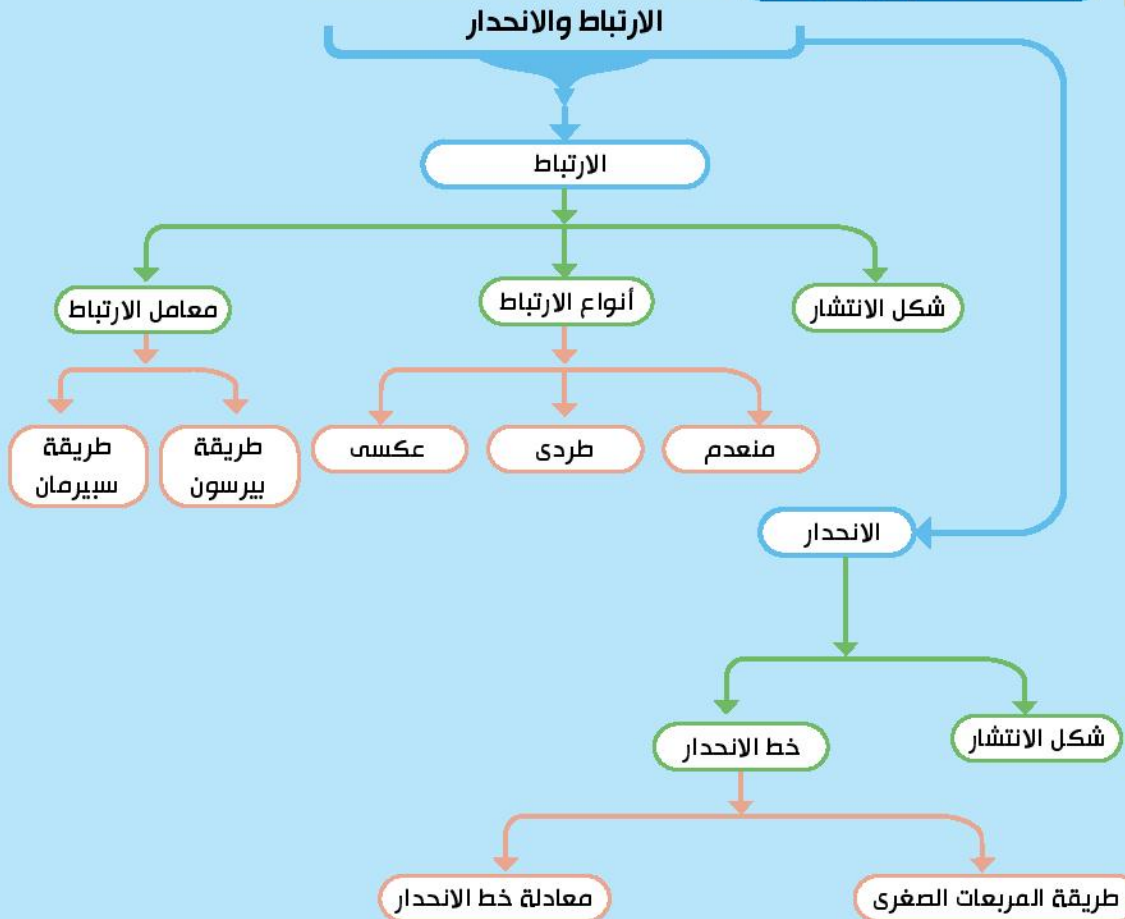 الارتباط والانحدار
الارتباط
شكل الانتشار
أنواع الارتباط
معامل الارتباط
منعدم
طردى
عكسى
طريقة
بيرسون
طريقة
سبيرمان
الانحدار
شكل الانتشار
خط الانحدار
طريقة المربعات الصغرى
معادلة خط الانحدار